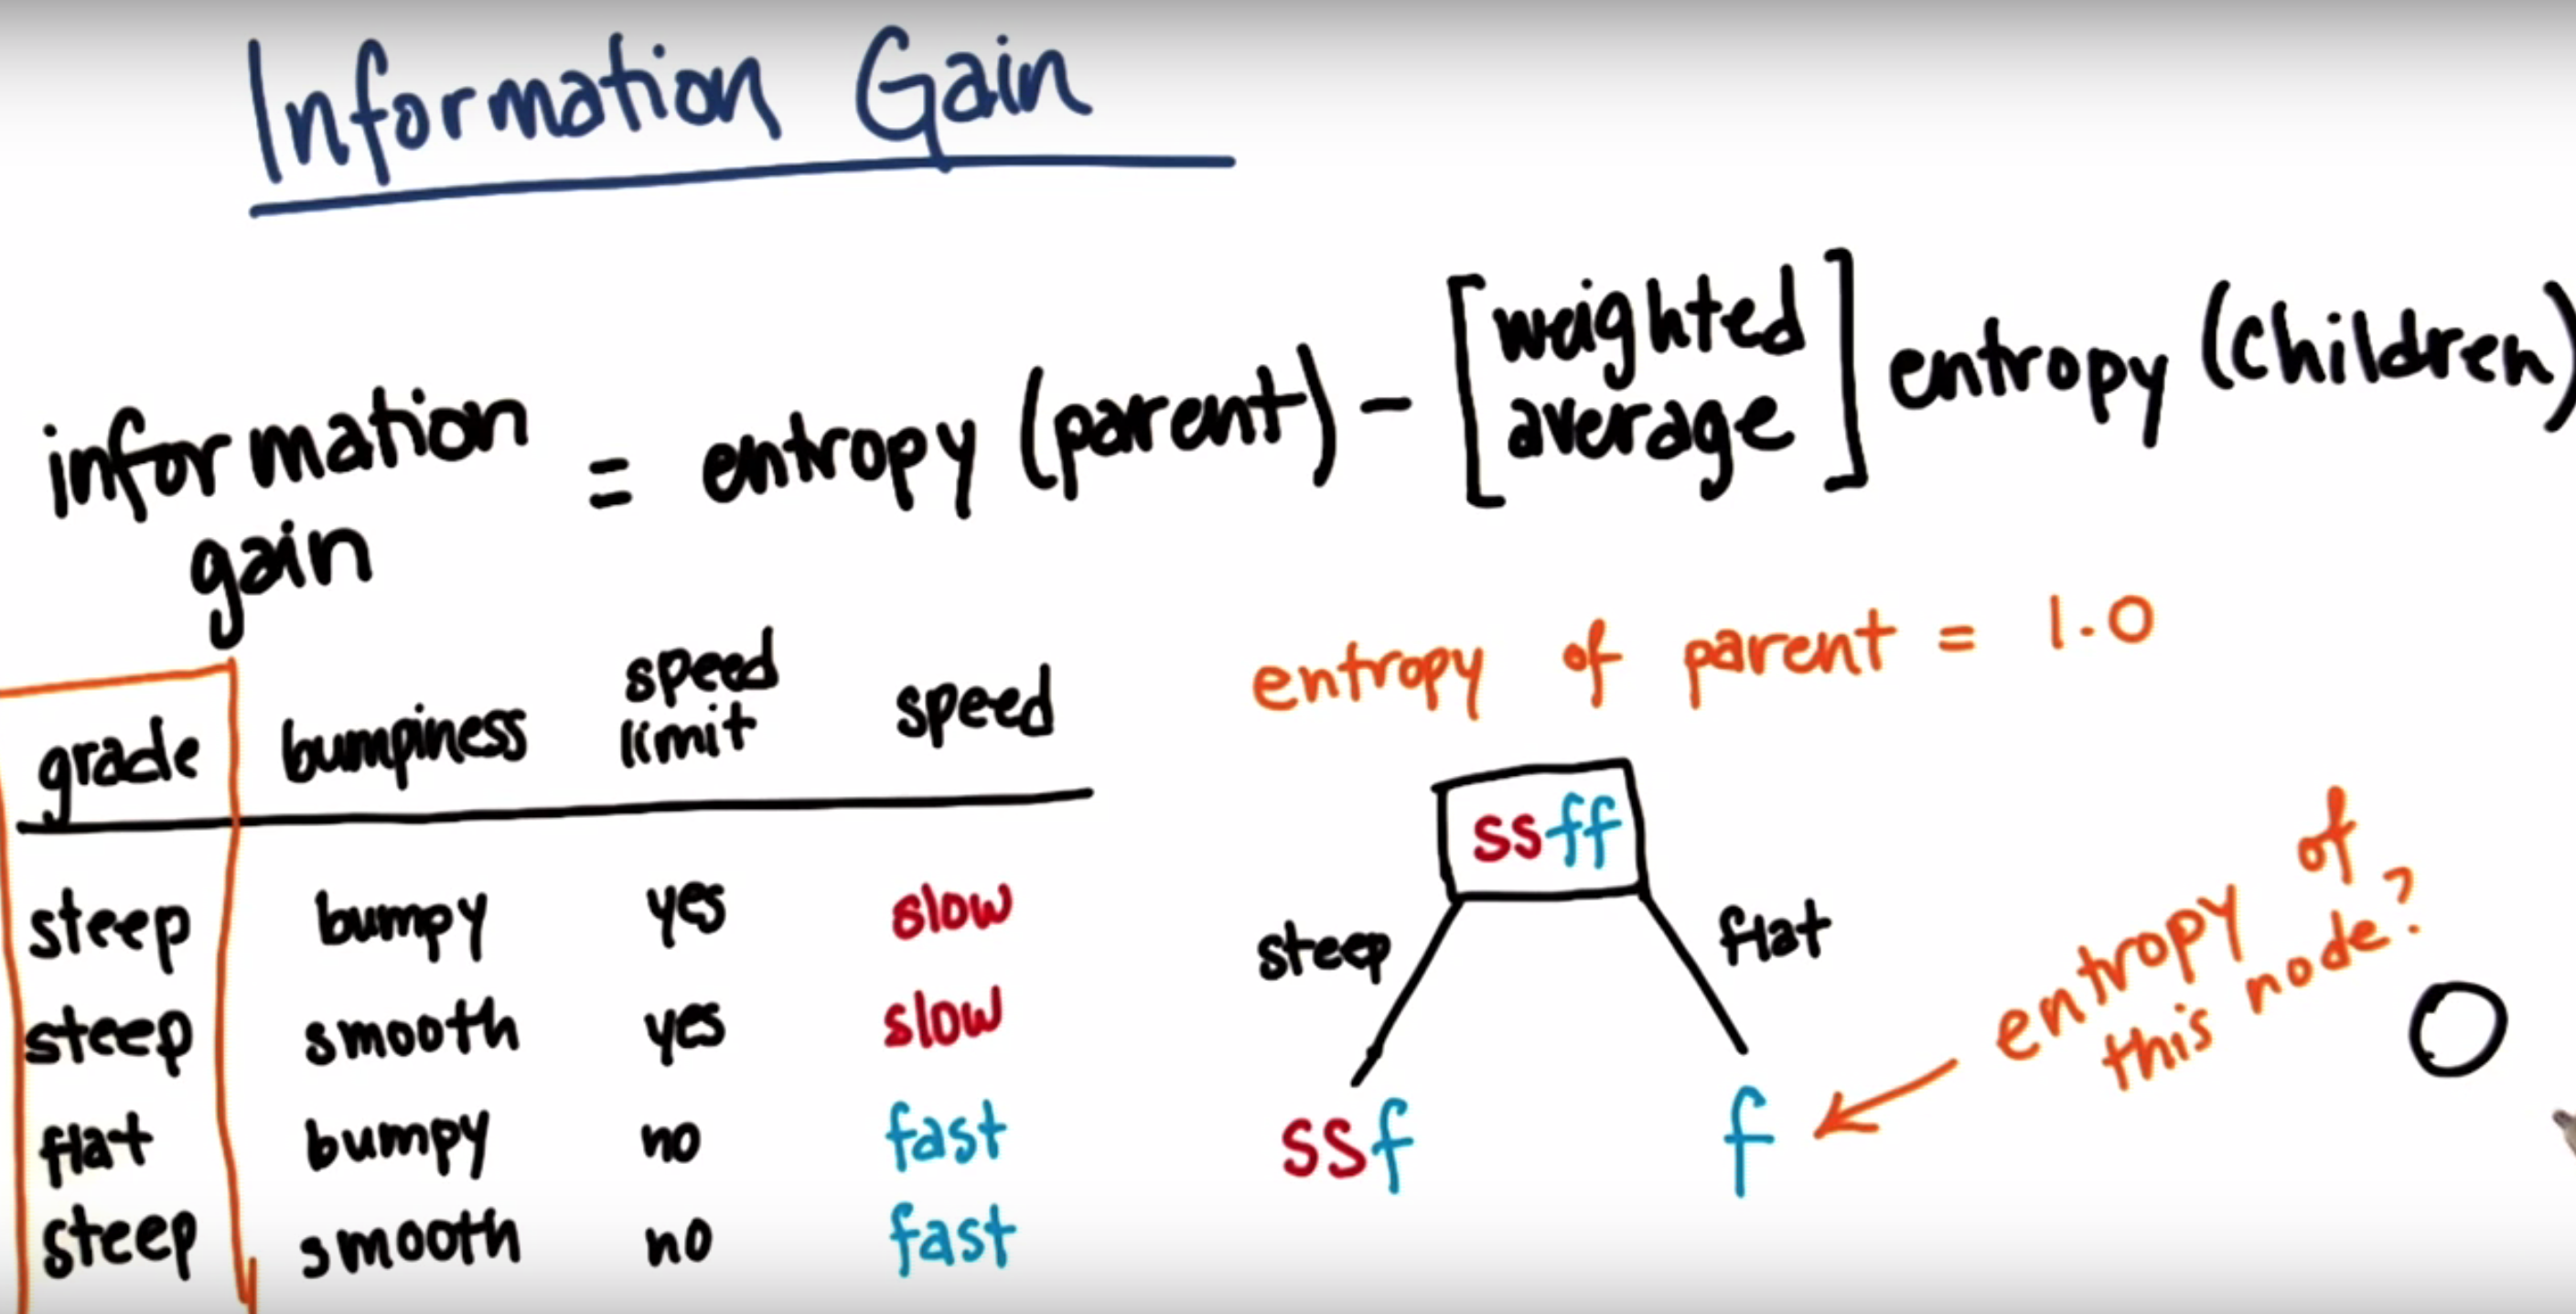 Information Gain
information gain = entropy (parent) - [weighted average] entropy (children)
grade bumpiness speed limit speed
steep bumpy yes slow
steep smooth yes slow
flat bumpy no fast
steep smooth no fast
entropy of parent = 1.0
ssff
steep flat
ssf f
entropy of this node?
0